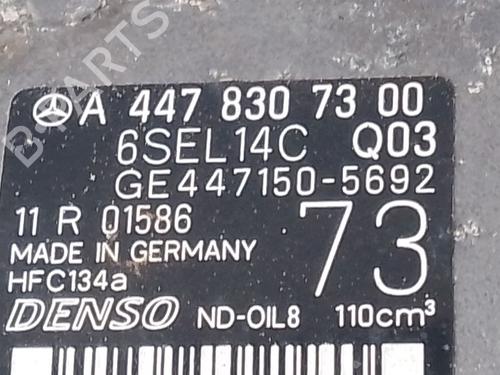 A 447 830 73 00
6SEL14C Q03
GE447150-5692
11 R 01586
73
MADE IN GERMANY
HFC134a
DENSO ND-OIL8 110cm³
B-PARTS